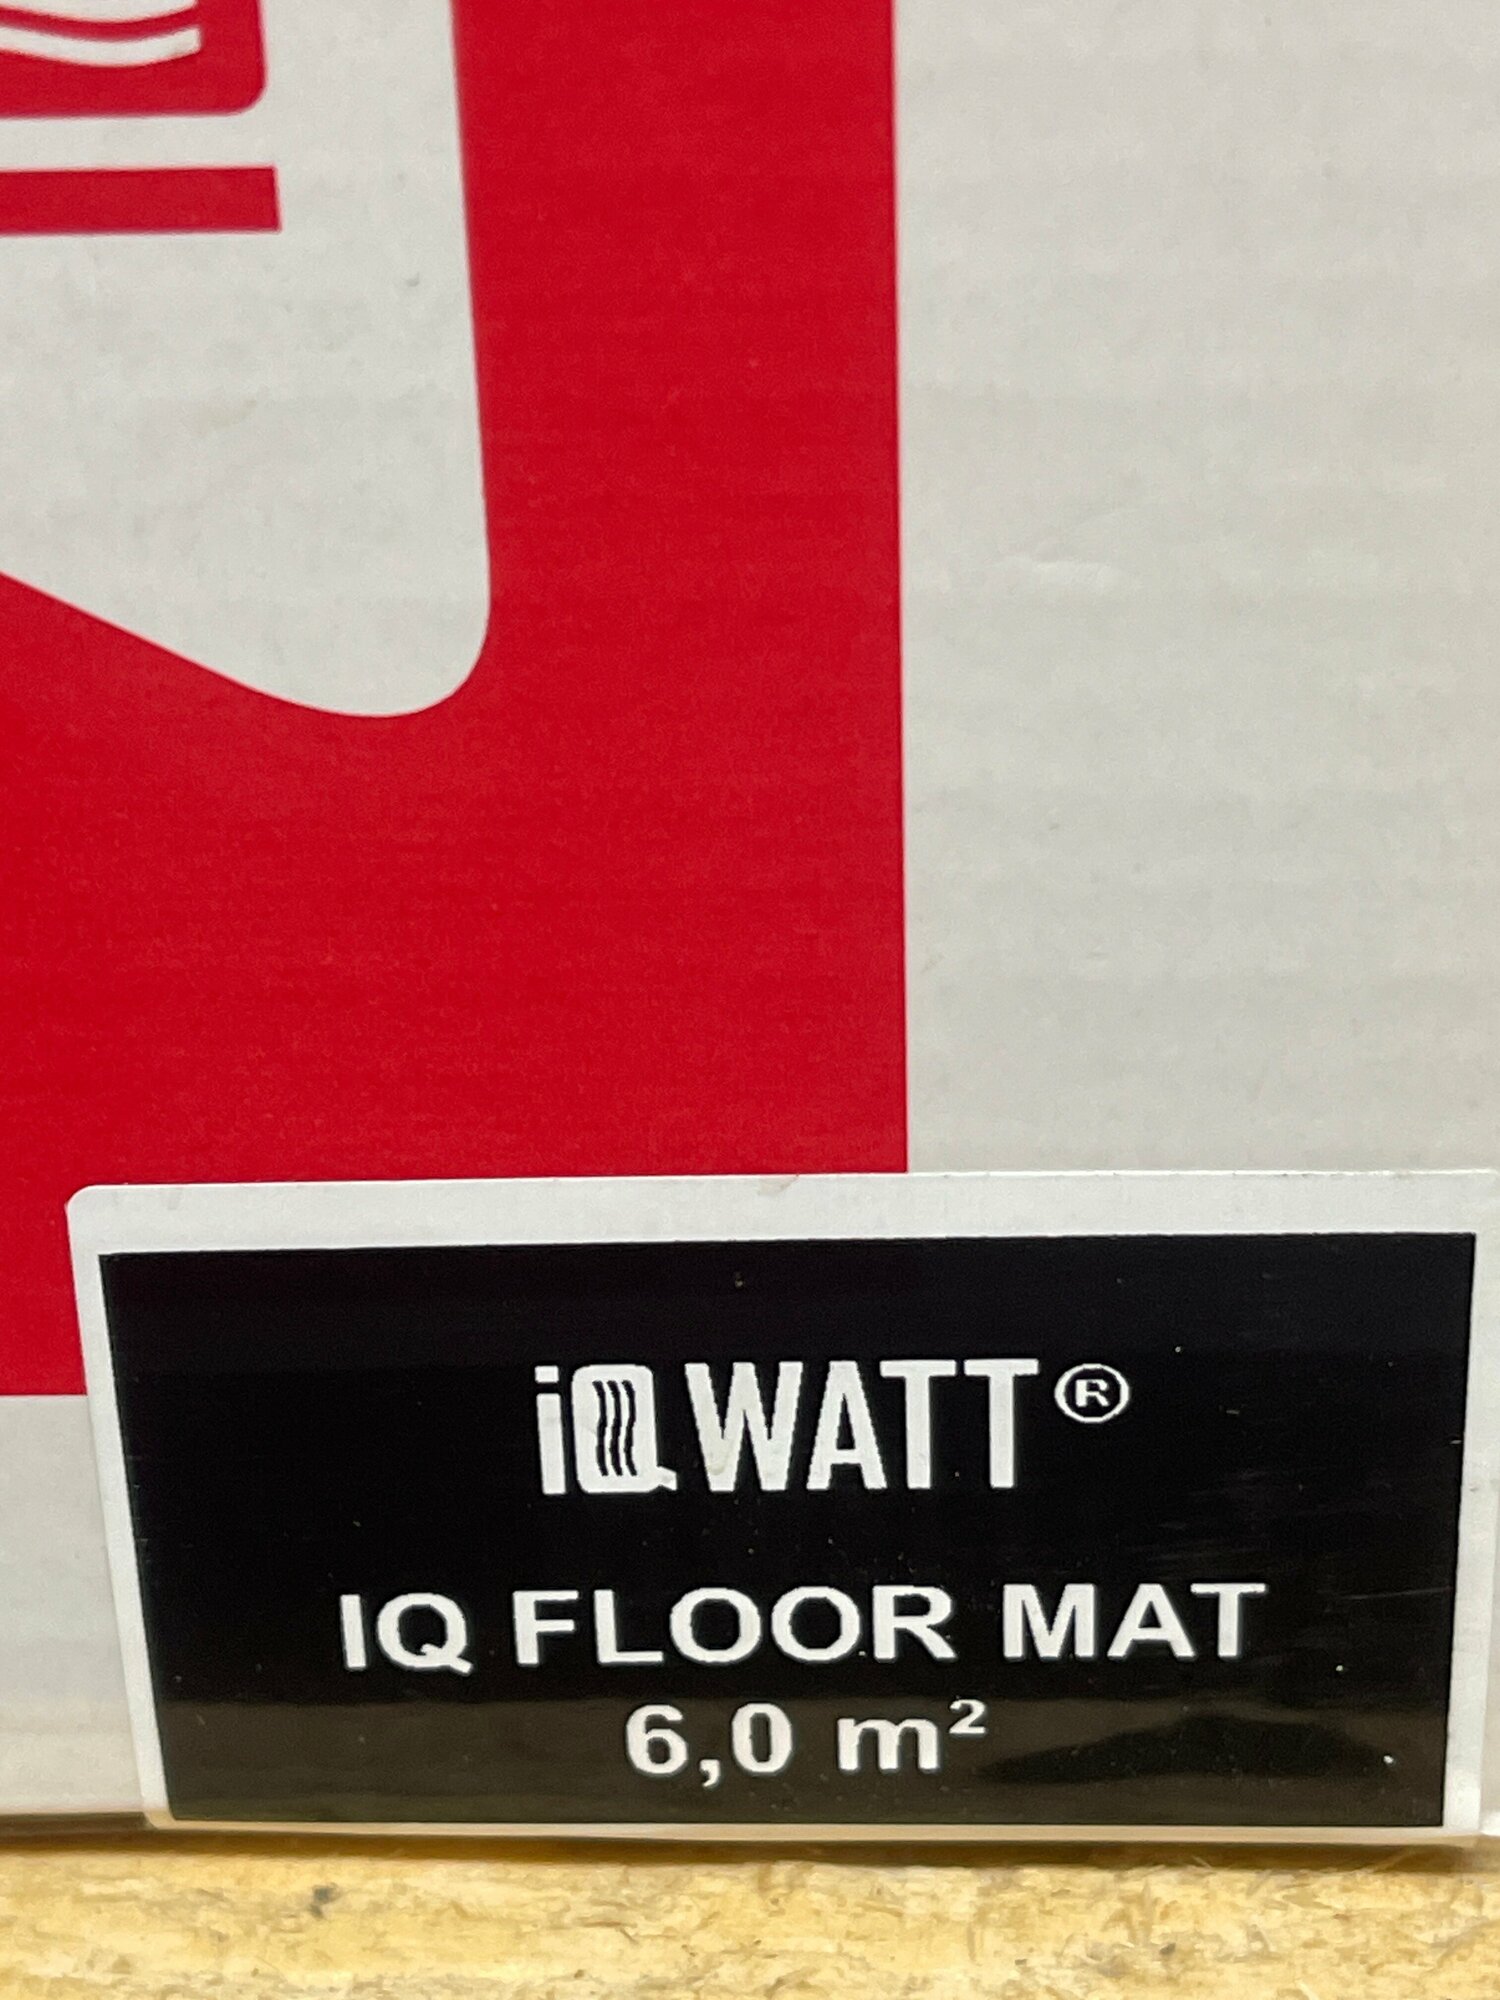 iQWATT®
IQ FLOOR MAT
6,0 m²